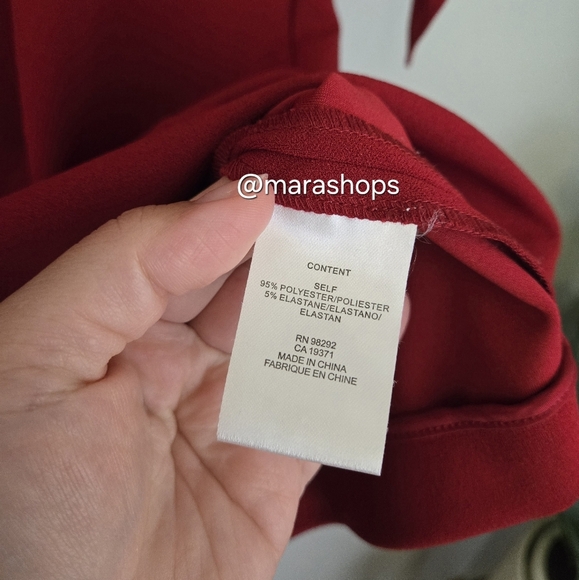 @marashops
CONTENT
SELF
95% POLYESTER/POLIESTER
5% ELASTANE/ELASTANO/
ELASTAN
RN 98292
CA 19371
MADE IN CHINA
FABRIQUE EN CHINE